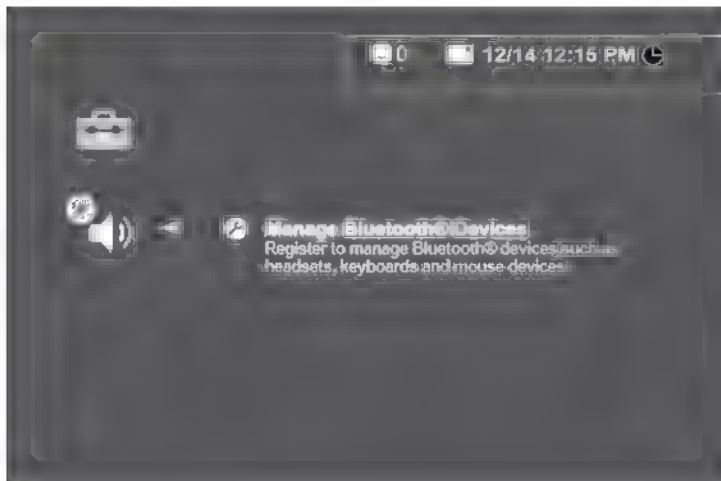 0 12/14 12:15 PM
Manage Bluetooth® Devices
Register to manage Bluetooth® devices such as
headsets, keyboards and mouse devices.